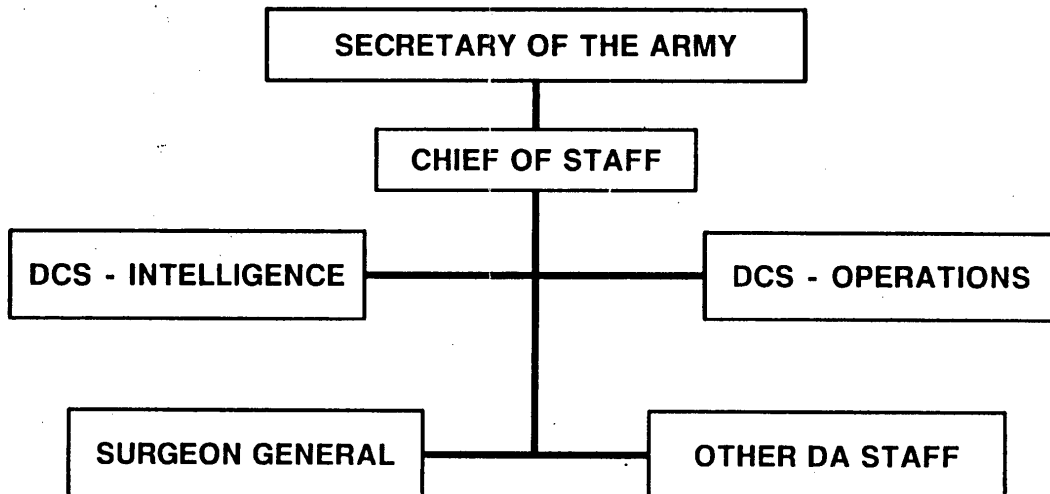 SECRETARY OF THE ARMY
CHIEF OF STAFF
DCS - INTELLIGENCE
DCS - OPERATIONS
SURGEON GENERAL
OTHER DA STAFF